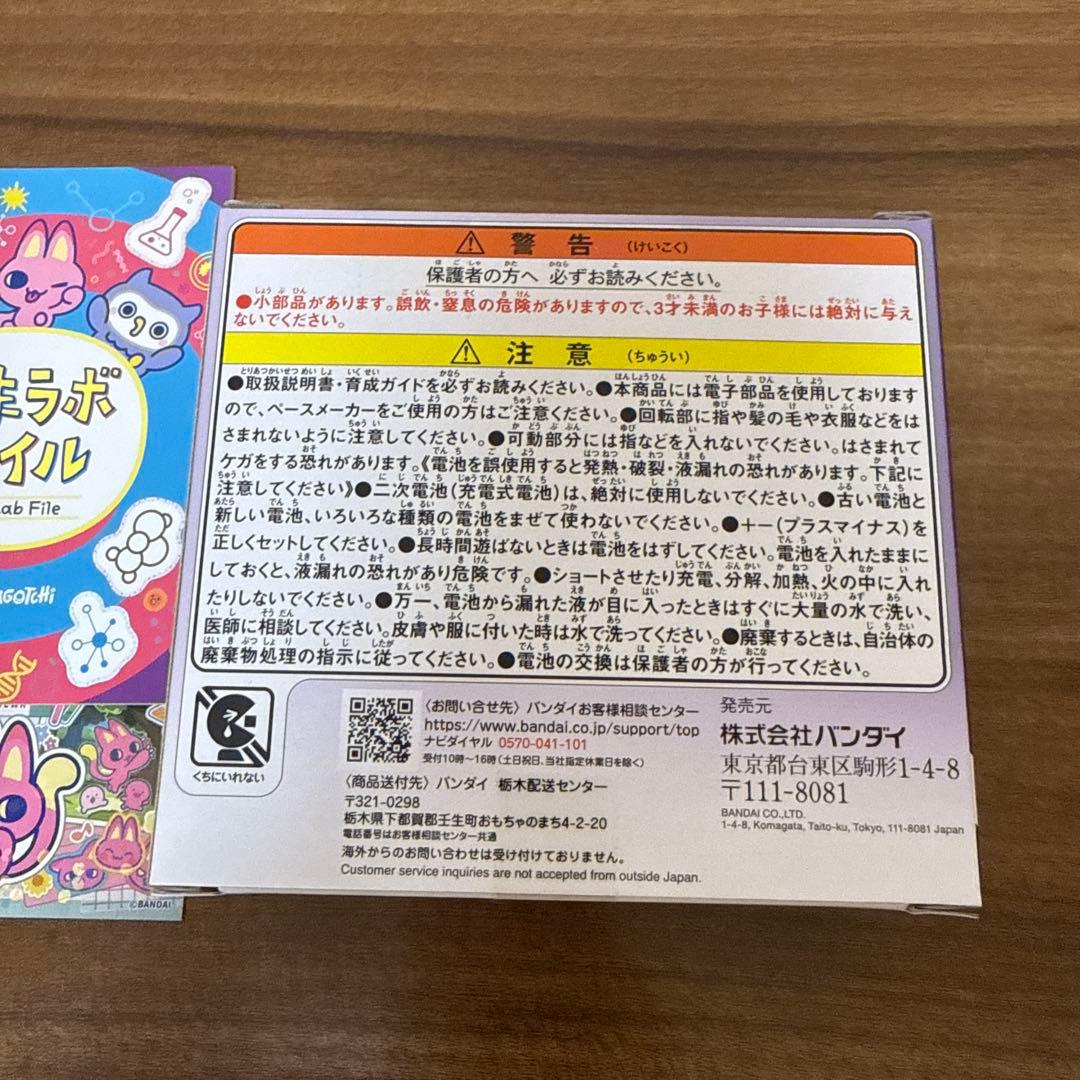 警告 (けいこく)
保護者の方へ 必ずお読みください。
●小部品があります。誤飲・窒息の危険がありますので、3才未満のお子様には絶対に与え
ないでください。
注意 (ちゅうい)
●取扱説明書・育成ガイドを必ずお読みください。●本商品には電子部品を使用しております
ので、ペースメーカーをご使用の方はご注意ください。●回転部に指や髪の毛や衣服などをは
さまれないように注意してください。●可動部分には指などを入れないでください。はさまれて
ケガをする恐れがあります。《電池を誤使用すると発熱・破裂・液漏れの恐れがあります。下記に
注意してください》●二次電池(充電式電池)は、絶対に使用しないでください。●古い電池と
新しい電池、いろいろな種類の電池をまぜて使わないでください。●+-(プラスマイナス)を
正しくセットしてください。●長時間遊ばないときは電池をはずしてください。電池を入れたままに
しておくと、液漏れの恐れがあり危険です。●ショートさせたり充電、分解、加熱、火の中に入れ
たりしないでください。●万一、電池から漏れた液が目に入ったときはすぐに大量の水で洗い、
医師に相談してください。皮膚や服に付いた時は水で洗ってください。●廃棄するときは、自治体の
廃棄物処理の指示に従ってください。●電池の交換は保護者の方が行ってください。
くちにいれない
〈お問い合せ先〉バンダイお客様相談センター
https://www.bandai.co.jp/support/top
ナビダイヤル 0570-041-101
受付10時~16時(土日祝日、当社指定休業日を除く)
〈商品送付先〉バンダイ 栃木配送センター
〒321-0298
栃木県下都賀郡壬生町おもちゃのまち4-2-20
電話番号はお客様相談センター共通
海外からのお問い合わせは受け付けておりません。
Customer service inquiries are not accepted from outside Japan.
発売元
株式会社バンダイ
東京都台東区駒形1-4-8
〒111-8081
BANDAI CO.,LTD.
1-4-8, Komagata, Taito-ku, Tokyo, 111-8081 Japan
ラボ
イル
Lab File
AGOTCHI
©BANDAI